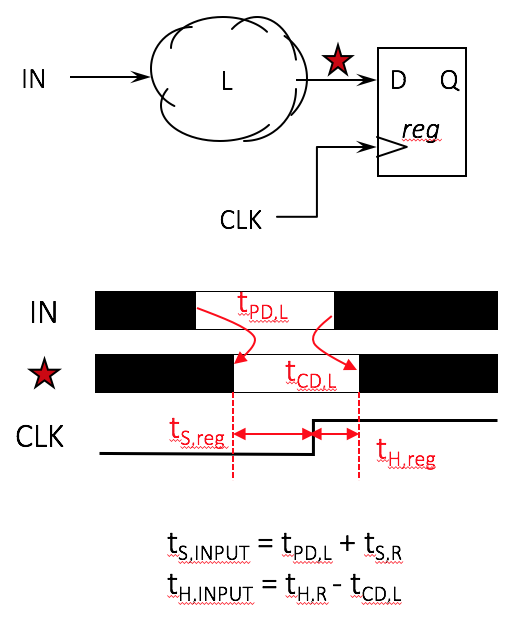 IN
L
D Q
reg
CLK
IN
tPD,L
tCD,L
CLK
tS,reg
tH,reg
tS,INPUT = tPD,L + tS,R
tH,INPUT = tH,R - tCD,L